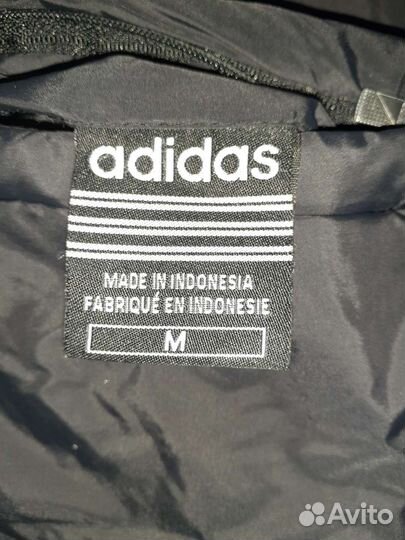 adidas
MADE IN INDONESIA
FABRIQUÉ EN INDONESIE
M
Avito